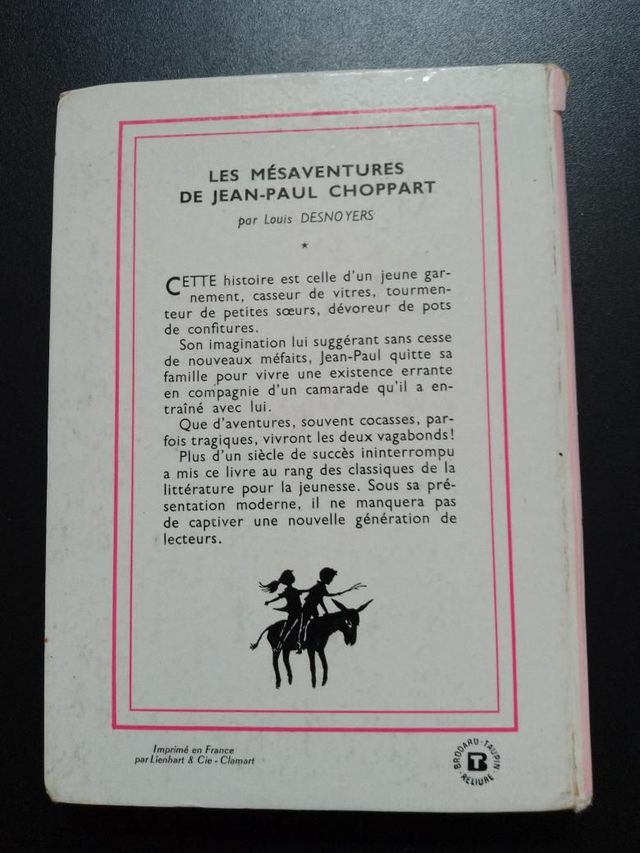 LES MÉSAVENTURES
DE JEAN-PAUL CHOPPART
par Louis DESNOYERS
CETTE histoire est celle d'un jeune gar-
nement, casseur de vitres, tourmen-
teur de petites sœurs, dévoreur de pots
de confitures.
Son imagination lui suggérant sans cesse
de nouveaux méfaits, Jean-Paul quitte sa
famille pour vivre une existence errante
en compagnie d'un camarade qu'il a en-
traîné avec lui.
Que d'aventures, souvent cocasses, par-
fois tragiques, vivront les deux vagabonds!
Plus d'un siècle de succès ininterrompu
a mis ce livre au rang des classiques de la
littérature pour la jeunesse. Sous sa pré-
sentation moderne, il ne manquera pas
de captiver une nouvelle génération de
lecteurs.
Imprimé en France
par Lienhart & Cie - Clamart
BRODARD-TAUPIN
BT
RELIURE